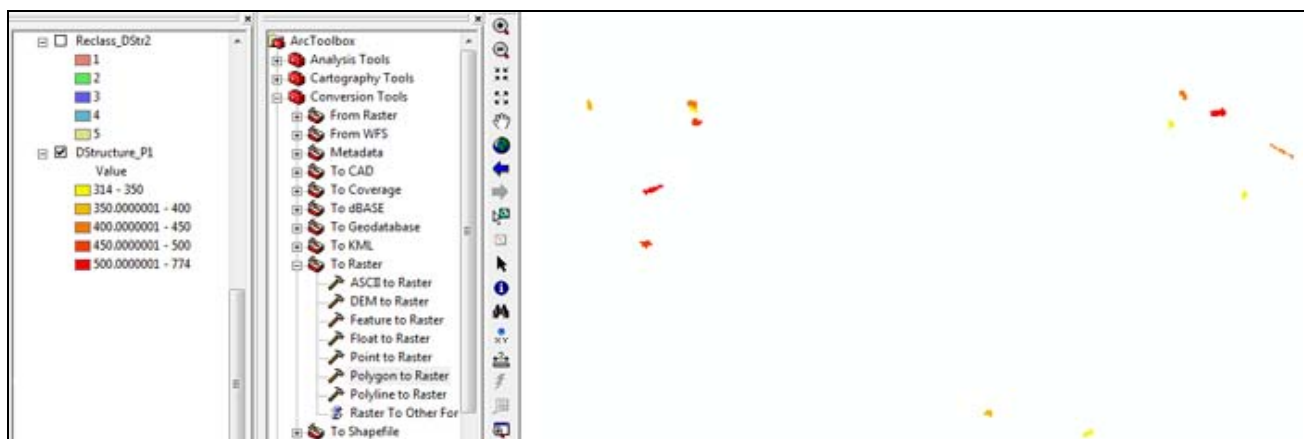 Reclass_DStr2
1
2
3
4
5
DStructure_P1
Value
314 - 350
350.0000001 - 400
400.0000001 - 450
450.0000001 - 500
500.0000001 - 774
ArcToolbox
Analysis Tools
Cartography Tools
Conversion Tools
From Raster
From WFS
Metadata
To CAD
To Coverage
To dBASE
To Geodatabase
To KML
To Raster
ASCII to Raster
DEM to Raster
Feature to Raster
Float to Raster
Point to Raster
Polygon to Raster
Polyline to Raster
Raster To Other For
To Shapefile
XY